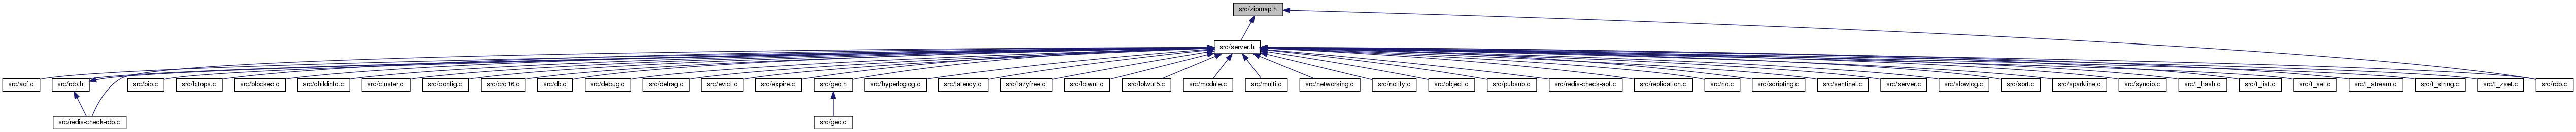 src/zipmap.h
src/server.h
src/aof.c
src/rdb.h
src/bio.c
src/bitops.c
src/blocked.c
src/childinfo.c
src/cluster.c
src/config.c
src/crc16.c
src/db.c
src/debug.c
src/defrag.c
src/evict.c
src/expire.c
src/geo.h
src/hyperloglog.c
src/latency.c
src/lazyfree.c
src/lolwut.c
src/lolwut5.c
src/module.c
src/multi.c
src/networking.c
src/notify.c
src/object.c
src/pubsub.c
src/redis-check-aof.c
src/replication.c
src/rio.c
src/scripting.c
src/sentinel.c
src/server.c
src/slowlog.c
src/sort.c
src/sparkline.c
src/syncio.c
src/t_hash.c
src/t_list.c
src/t_set.c
src/t_stream.c
src/t_string.c
src/t_zset.c
src/rdb.c
src/redis-check-rdb.c
src/geo.c